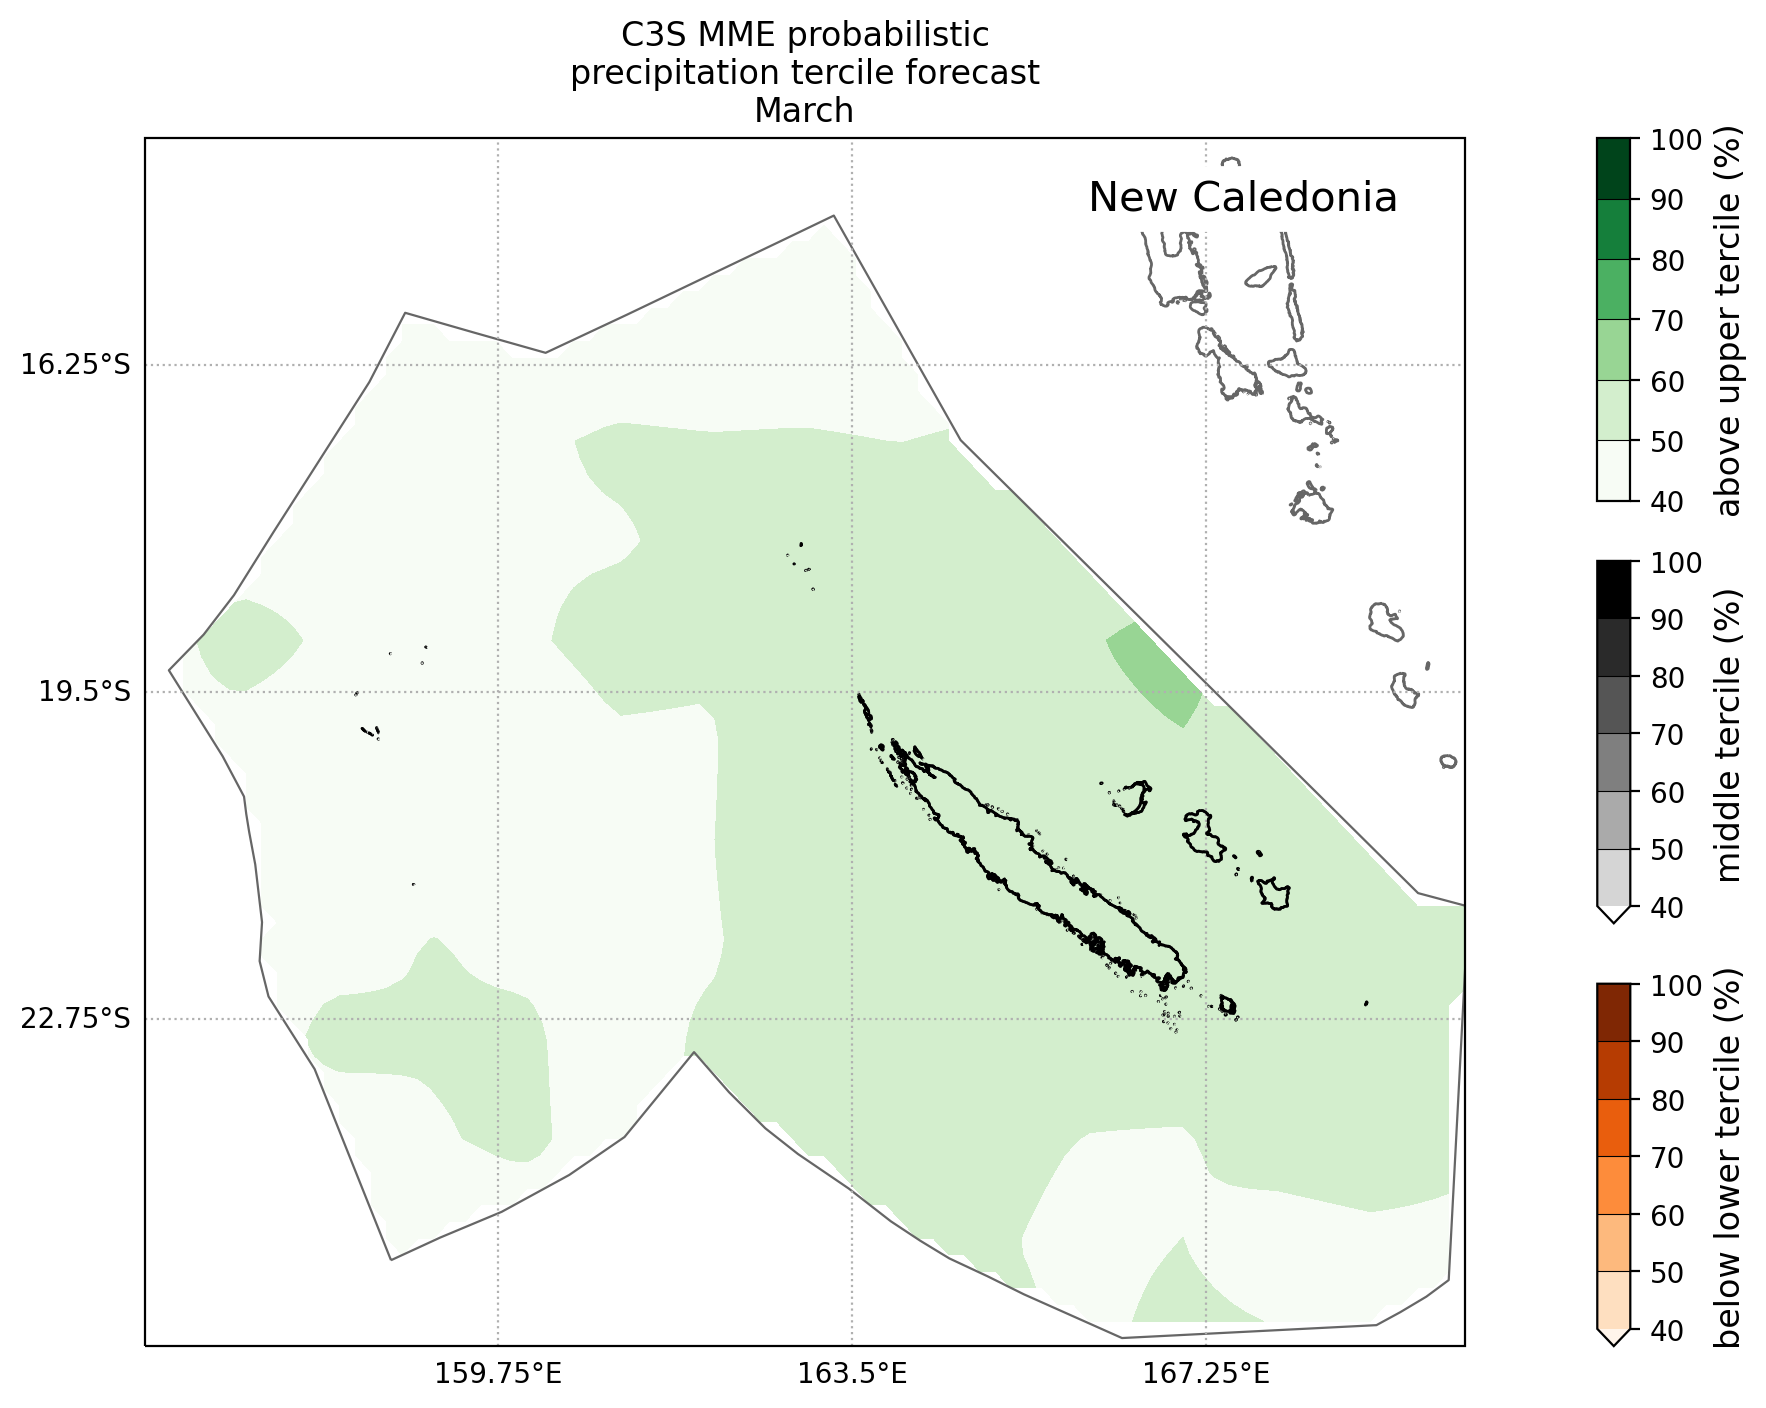 C3S MME probabilistic
precipitation tercile forecast
March
New Caledonia
16.25°S
19.5°S
22.75°S
159.75°E
163.5°E
167.25°E
100
90
80
70
60
50
40
above upper tercile (%)
100
90
80
70
60
50
40
middle tercile (%)
100
90
80
70
60
50
40
below lower tercile (%)